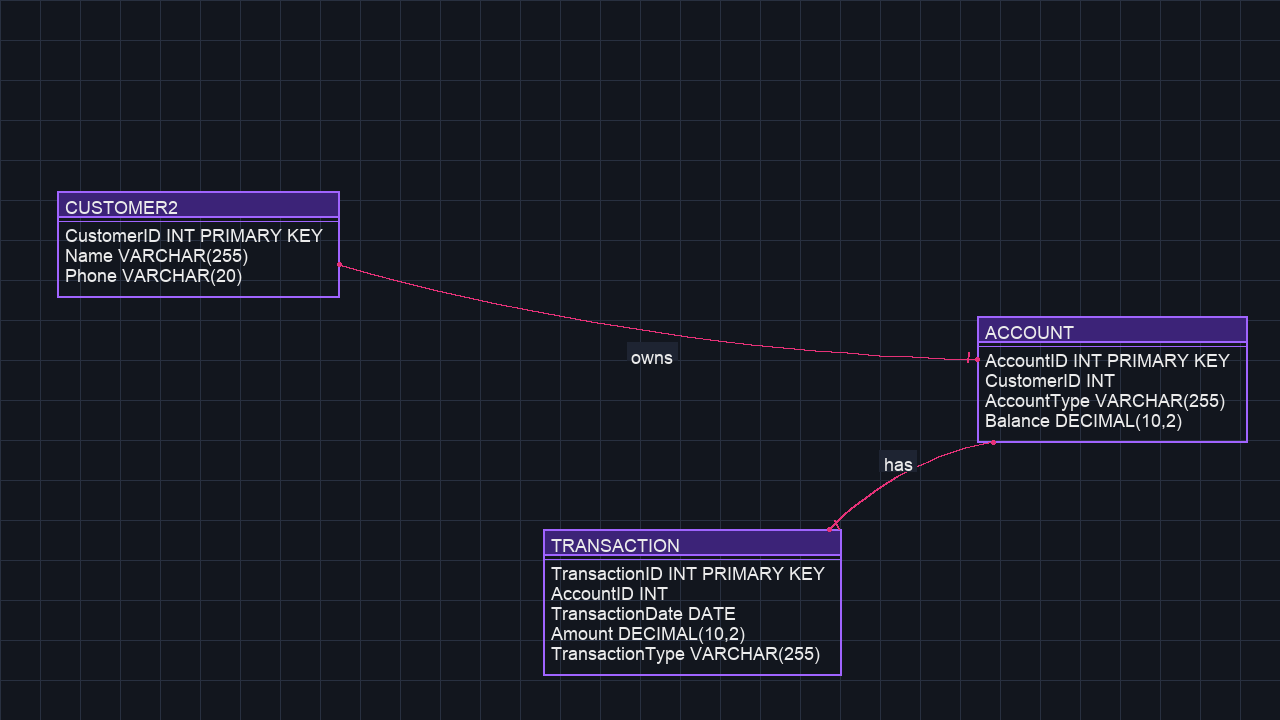 CUSTOMER2
CustomerID INT PRIMARY KEY
Name VARCHAR(255)
Phone VARCHAR(20)
owns
ACCOUNT
AccountID INT PRIMARY KEY
CustomerID INT
AccountType VARCHAR(255)
Balance DECIMAL(10,2)
has
TRANSACTION
TransactionID INT PRIMARY KEY
AccountID INT
TransactionDate DATE
Amount DECIMAL(10,2)
TransactionType VARCHAR(255)